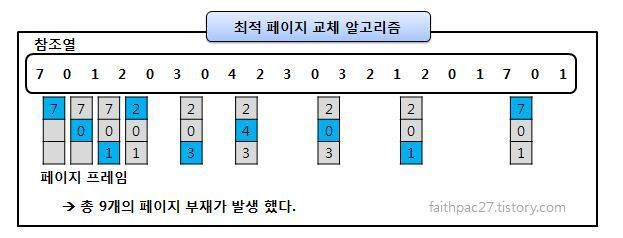 최적 페이지 교체 알고리즘
참조열
7 0 1 2 0 3 0 4 2 3 0 3 2 1 2 0 1 7 0 1
7 7 7 2 2 2 2 2 7
0 0 0 0 4 0 0 0
1 1 3 3 3 1 1
페이지 프레임
→ 총 9개의 페이지 부재가 발생 했다.
faithpac27.tistory.com